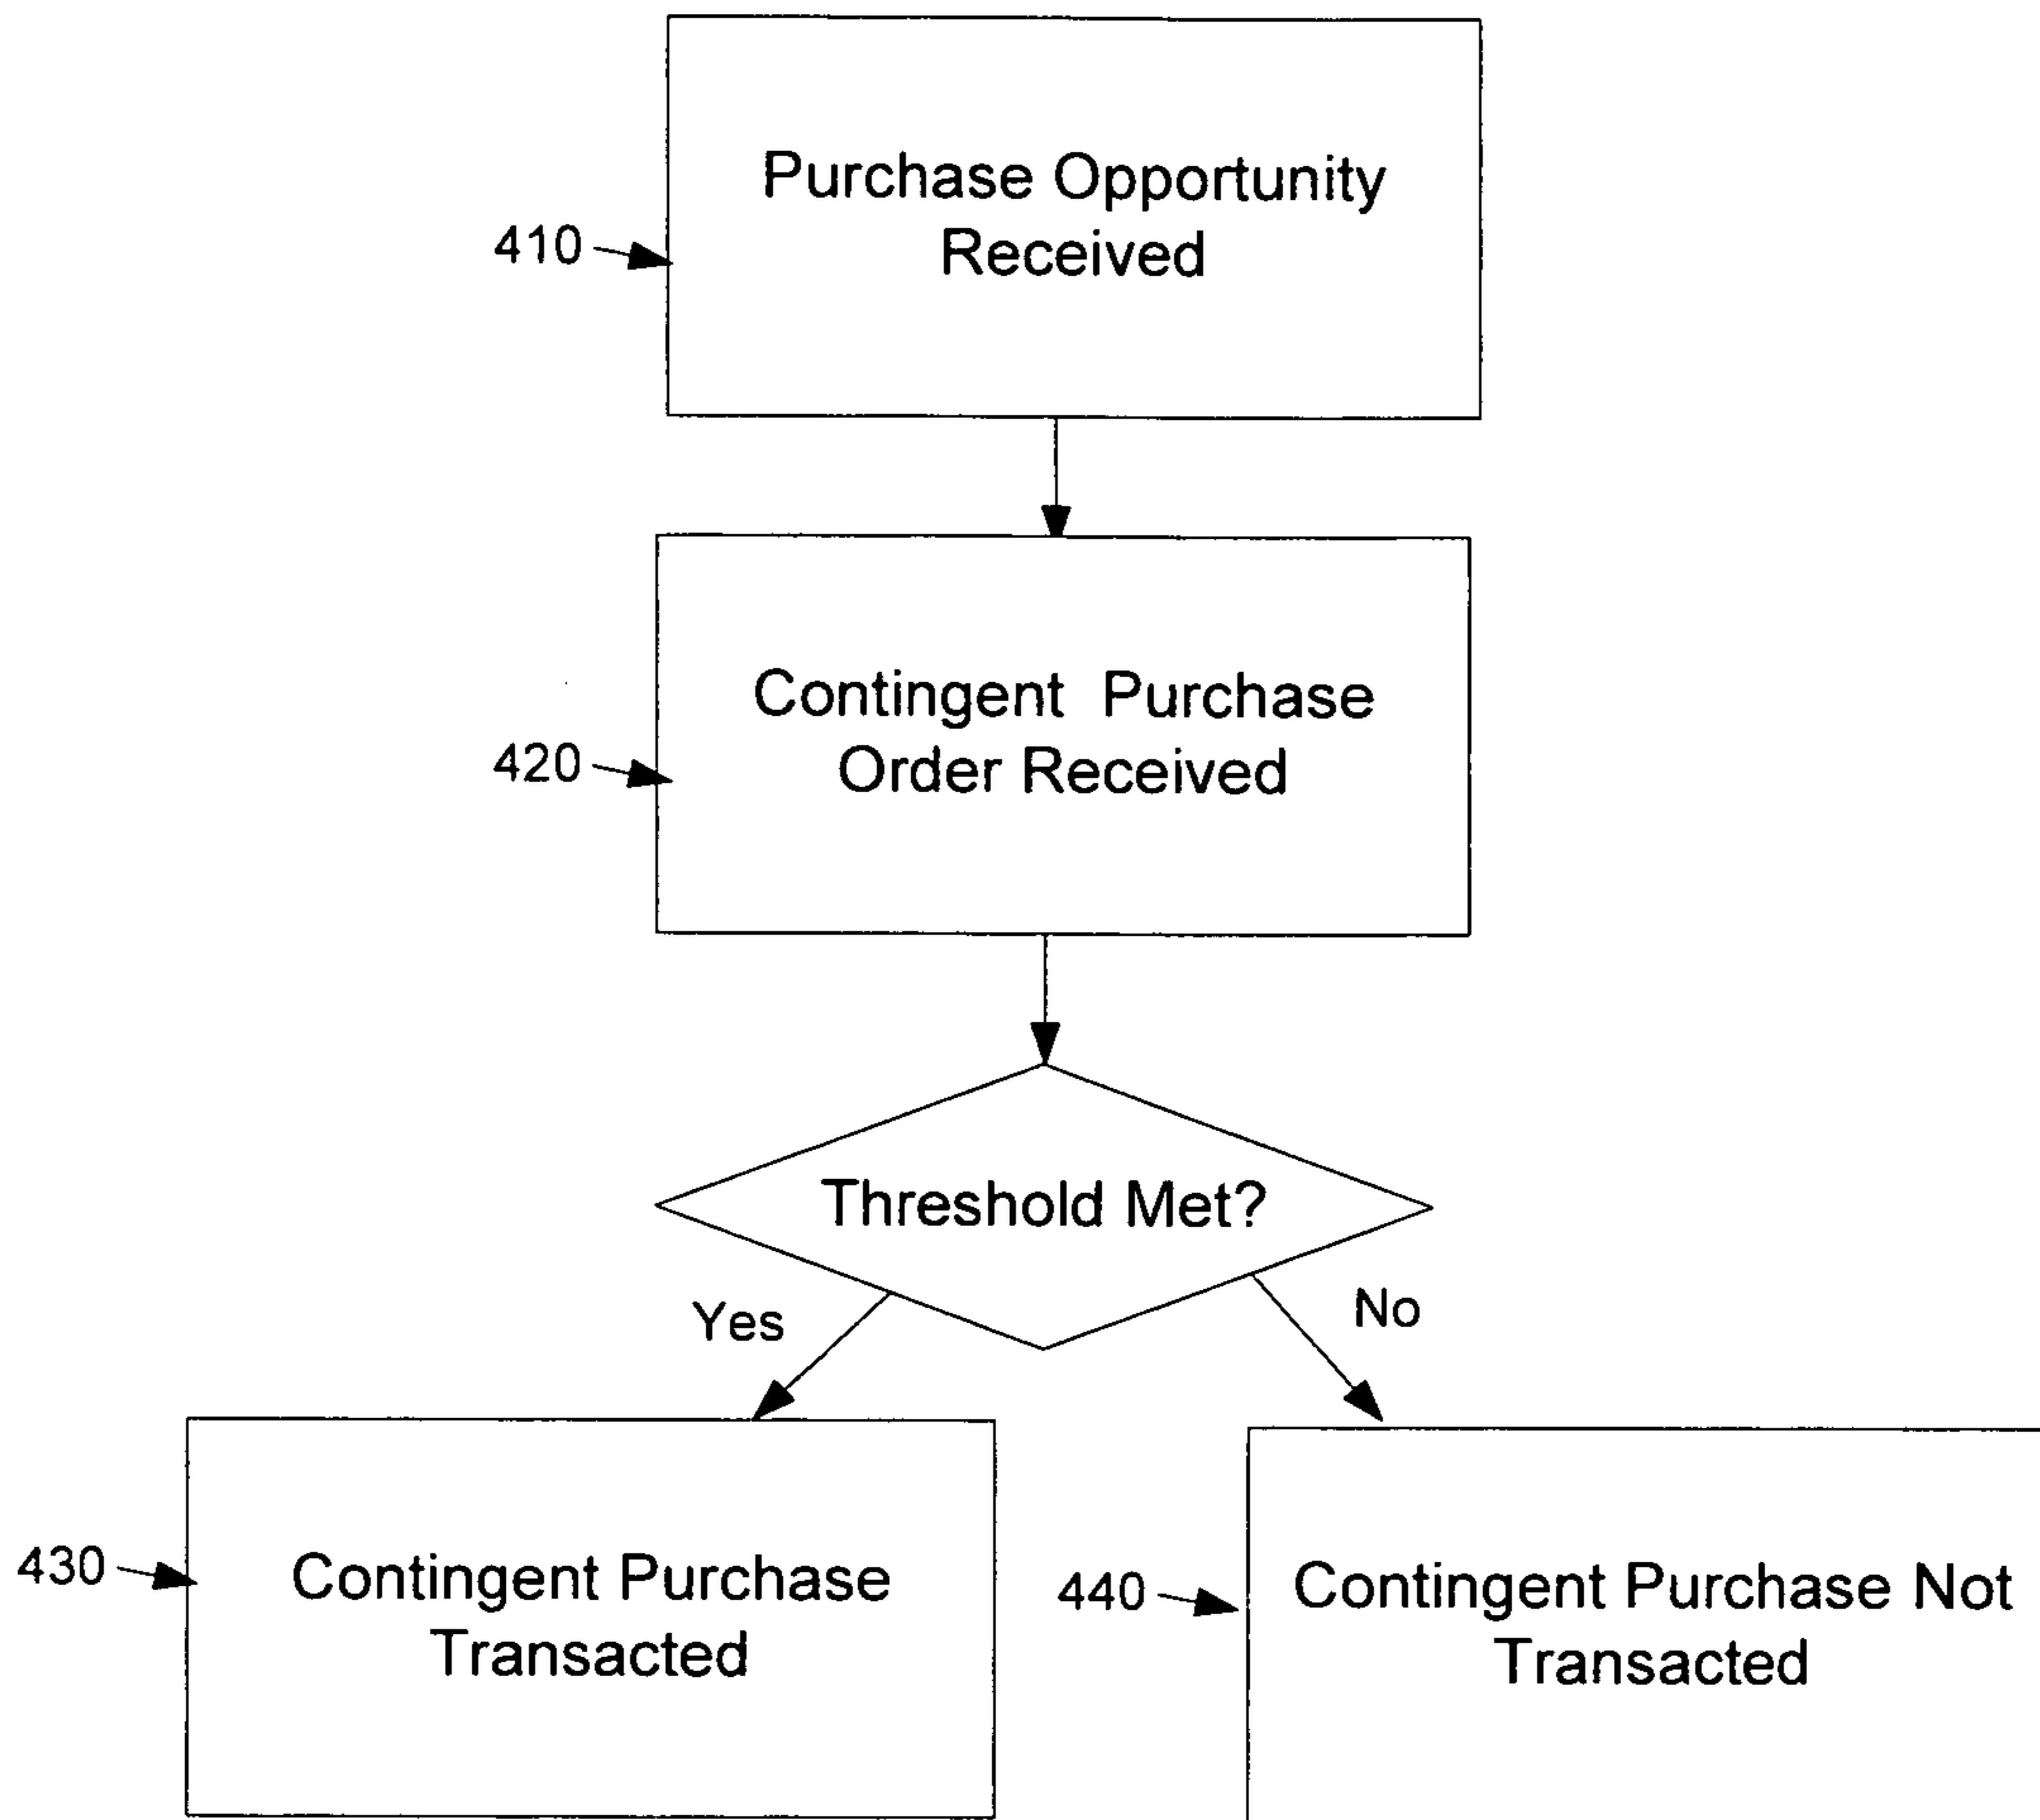 Purchase Opportunity
Received
410
Contingent Purchase
Order Received
420
Threshold Met?
Yes
No
430
Contingent Purchase
Transacted
440
Contingent Purchase Not
Transacted